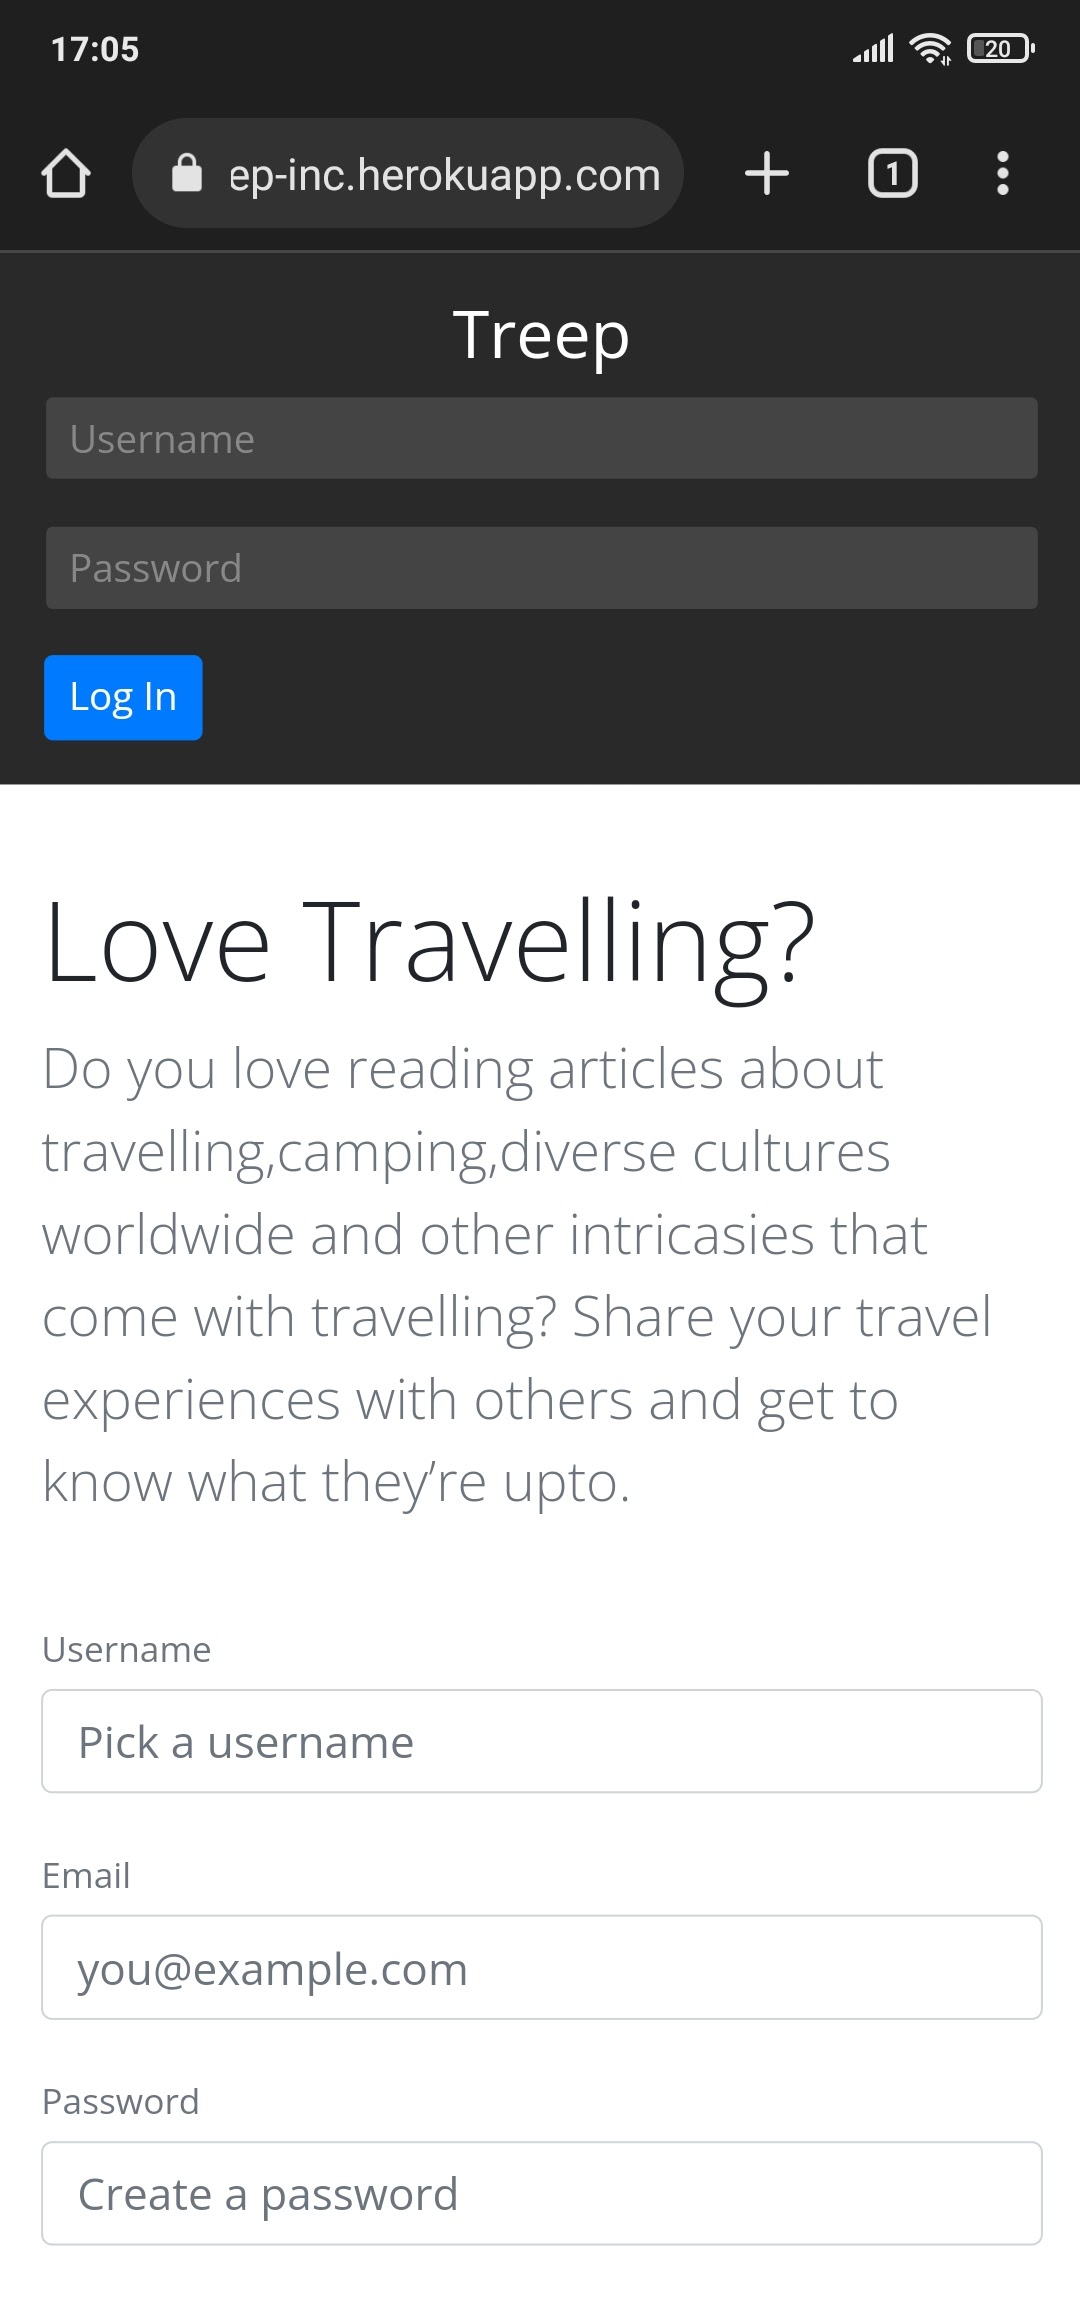 17:05
20
ep-inc.herokuapp.com
1
Treep
Username
Password
Log In
Love Travelling?
Do you love reading articles about
travelling,camping,diverse cultures
worldwide and other intricasies that
come with travelling? Share your travel
experiences with others and get to
know what they’re upto.
Username
Pick a username
Email
you@example.com
Password
Create a password